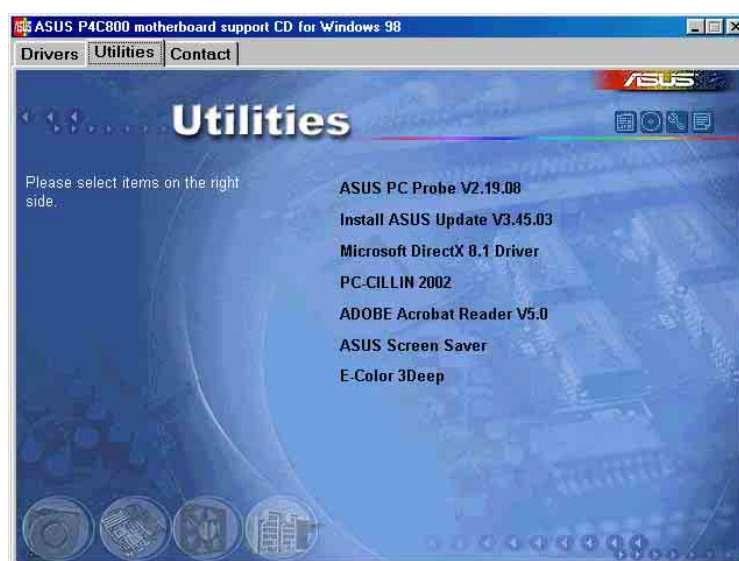 ASUS P4C800 motherboard support CD for Windows 98
Drivers Utilities Contact
ASUS
Utilities
Please select items on the right
side.
ASUS PC Probe V2.19.08
Install ASUS Update V3.45.03
Microsoft DirectX 8.1 Driver
PC-CILLIN 2002
ADOBE Acrobat Reader V5.0
ASUS Screen Saver
E-Color 3Deep